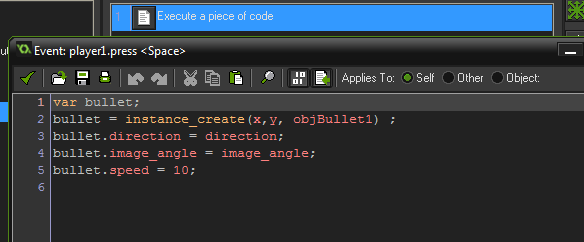 1 Execute a piece of code
Event: player1.press <Space>
Applies To: Self Other Object:
1 var bullet;
2 bullet = instance_create(x,y, objBullet1) ;
3 bullet.direction = direction;
4 bullet.image_angle = image_angle;
5 bullet.speed = 10;
6